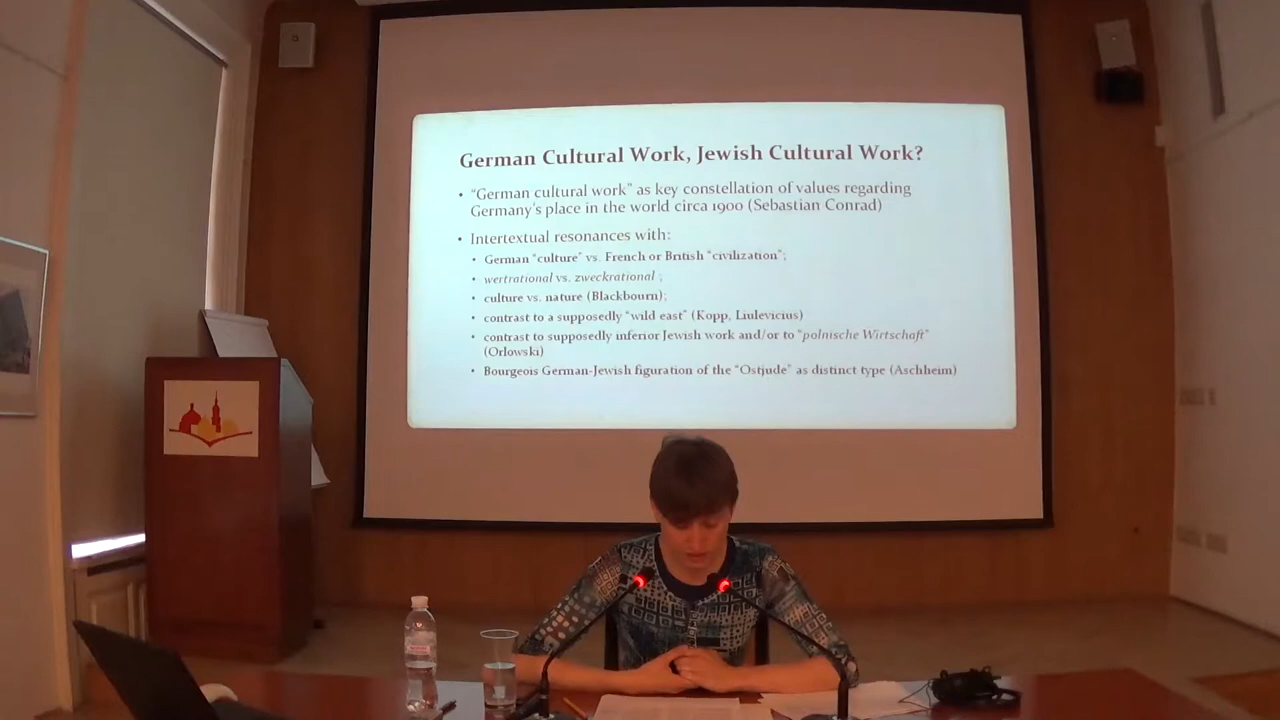 German Cultural Work, Jewish Cultural Work?
• "German cultural work" as key constellation of values regarding
Germany's place in the world circa 1900 (Sebastian Conrad)
• Intertextual resonances with:
• German "culture" vs. French or British "civilization";
• wertrational vs. zweckrational ;
• culture vs. nature (Blackbourn);
• contrast to a supposedly "wild east" (Kopp, Liulevicius)
• contrast to supposedly inferior Jewish work and/or to "polnische Wirtschaft"
(Orlowski)
• Bourgeois German-Jewish figuration of the "Ostjude" as distinct type (Aschheim)